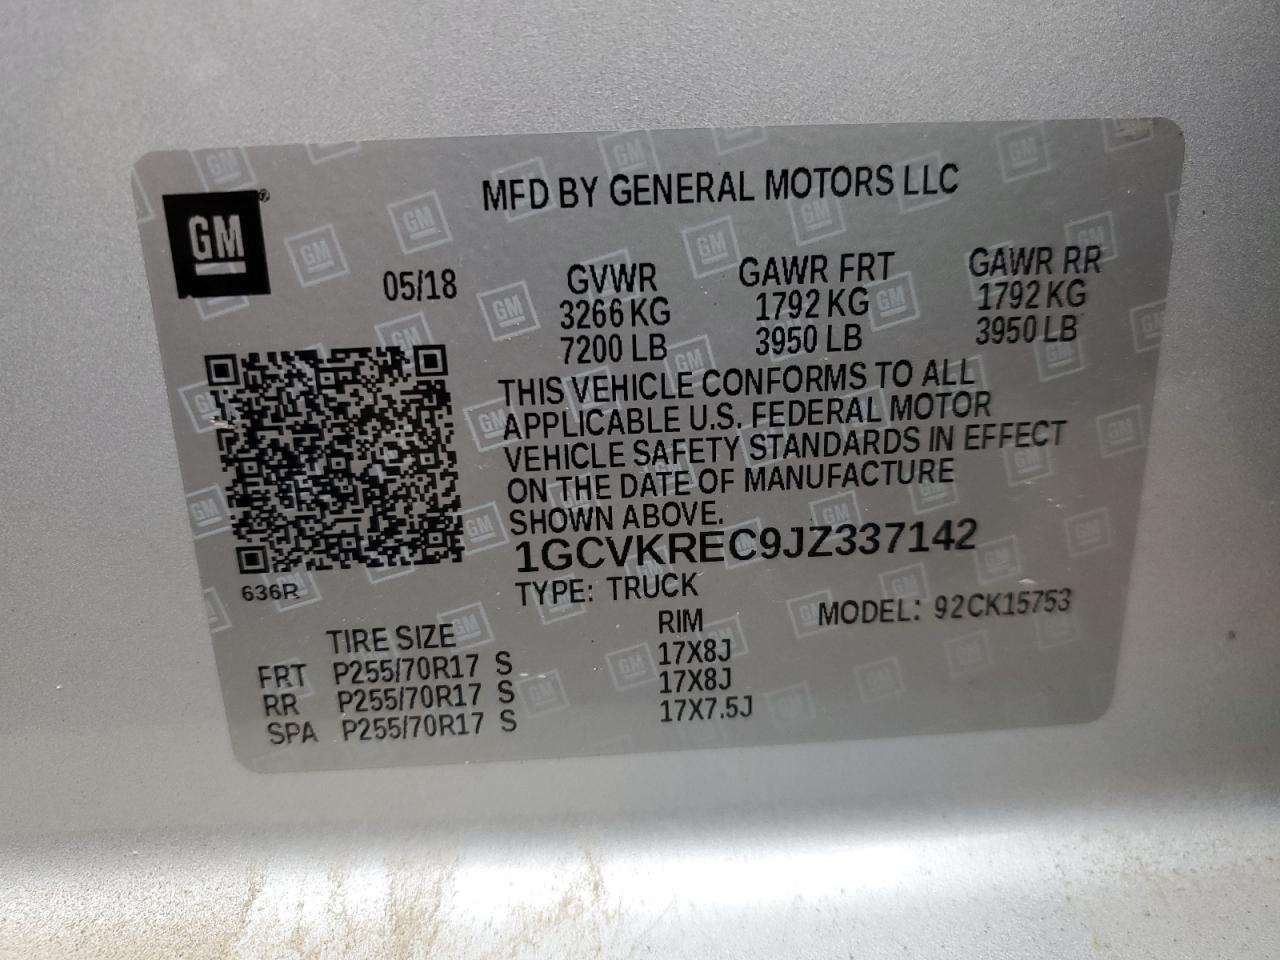 GM
MFD BY GENERAL MOTORS LLC
05/18
GVWR GAWR FRT GAWR RR
3266 KG 1792 KG 1792 KG
7200 LB 3950 LB 3950 LB
THIS VEHICLE CONFORMS TO ALL
APPLICABLE U.S. FEDERAL MOTOR
VEHICLE SAFETY STANDARDS IN EFFECT
ON THE DATE OF MANUFACTURE
SHOWN ABOVE.
1GCVKREC9JZ337142
TYPE: TRUCK
MODEL: 92CK15753
636R
TIRE SIZE RIM
FRT P255/70R17 S 17X8J
RR P255/70R17 S 17X8J
SPA P255/70R17 S 17X7.5J